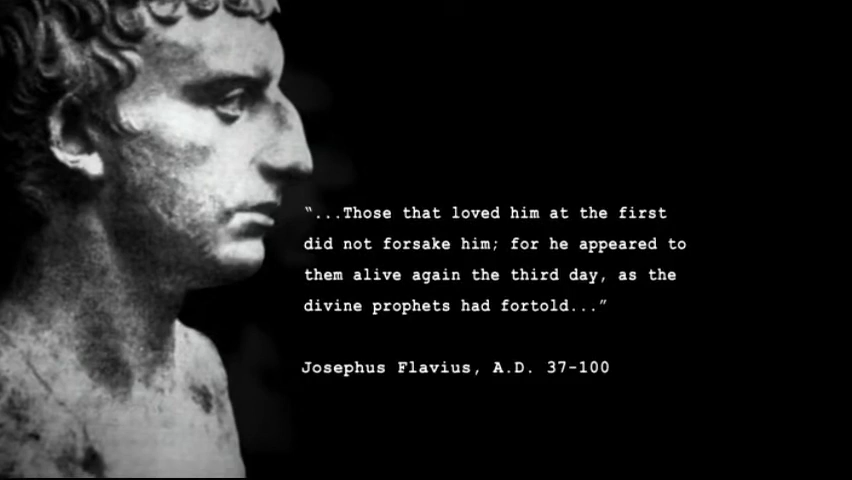 “...Those that loved him at the first
did not forsake him; for he appeared to
them alive again the third day, as the
divine prophets had fortold...”
Josephus Flavius, A.D. 37-100